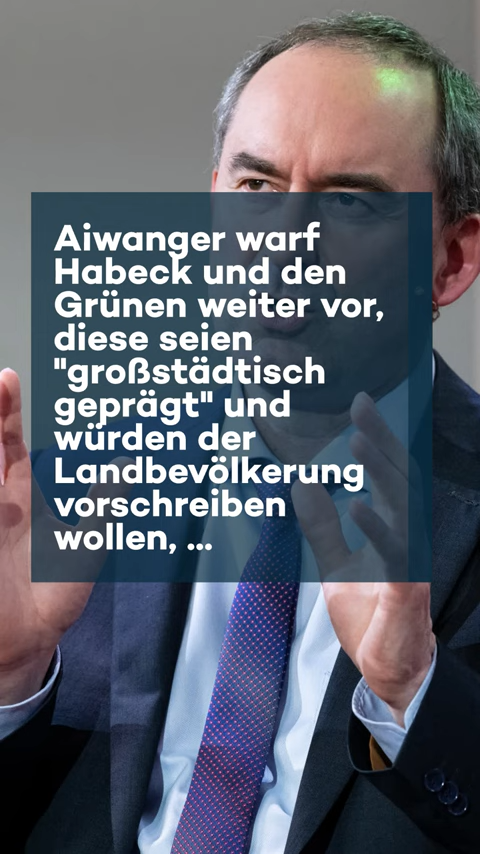 Aiwanger warf
Habeck und den
Grünen weiter vor,
diese seien
"großstädtisch
geprägt" und
würden der
Landbevölkerung
vorschreiben
wollen, ...